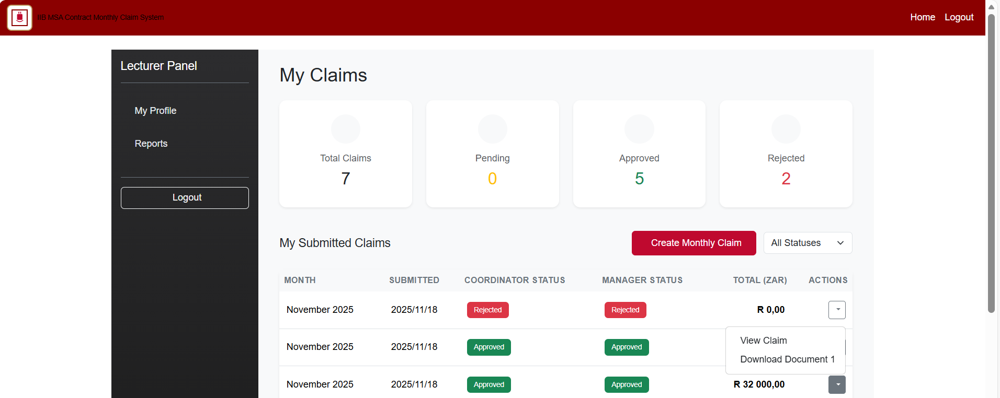 IIB MSA Contract Monthly Claim System
Home Logout
Lecturer Panel
My Profile
Reports
Logout
My Claims
Total Claims
7
Pending
0
Approved
5
Rejected
2
My Submitted Claims
Create Monthly Claim
All Statuses
MONTH SUBMITTED COORDINATOR STATUS MANAGER STATUS TOTAL (ZAR) ACTIONS
November 2025 2025/11/18 Rejected Rejected R 0,00
November 2025 2025/11/18 Approved Approved
View Claim
Download Document 1
November 2025 2025/11/18 Approved Approved R 32 000,00